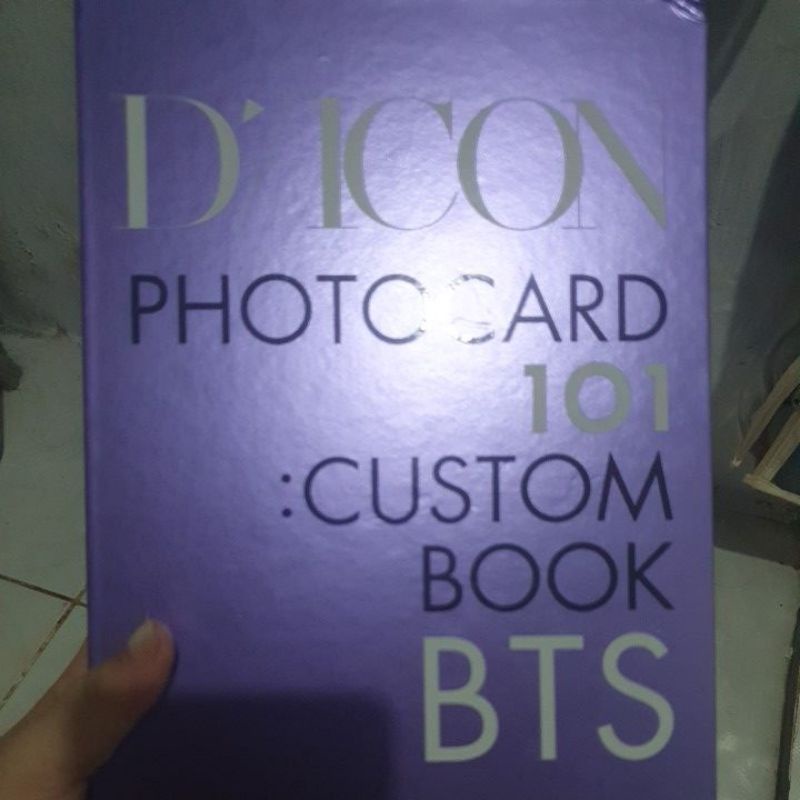 D'ICON
PHOTOCARD
101
:CUSTOM
BOOK
BTS